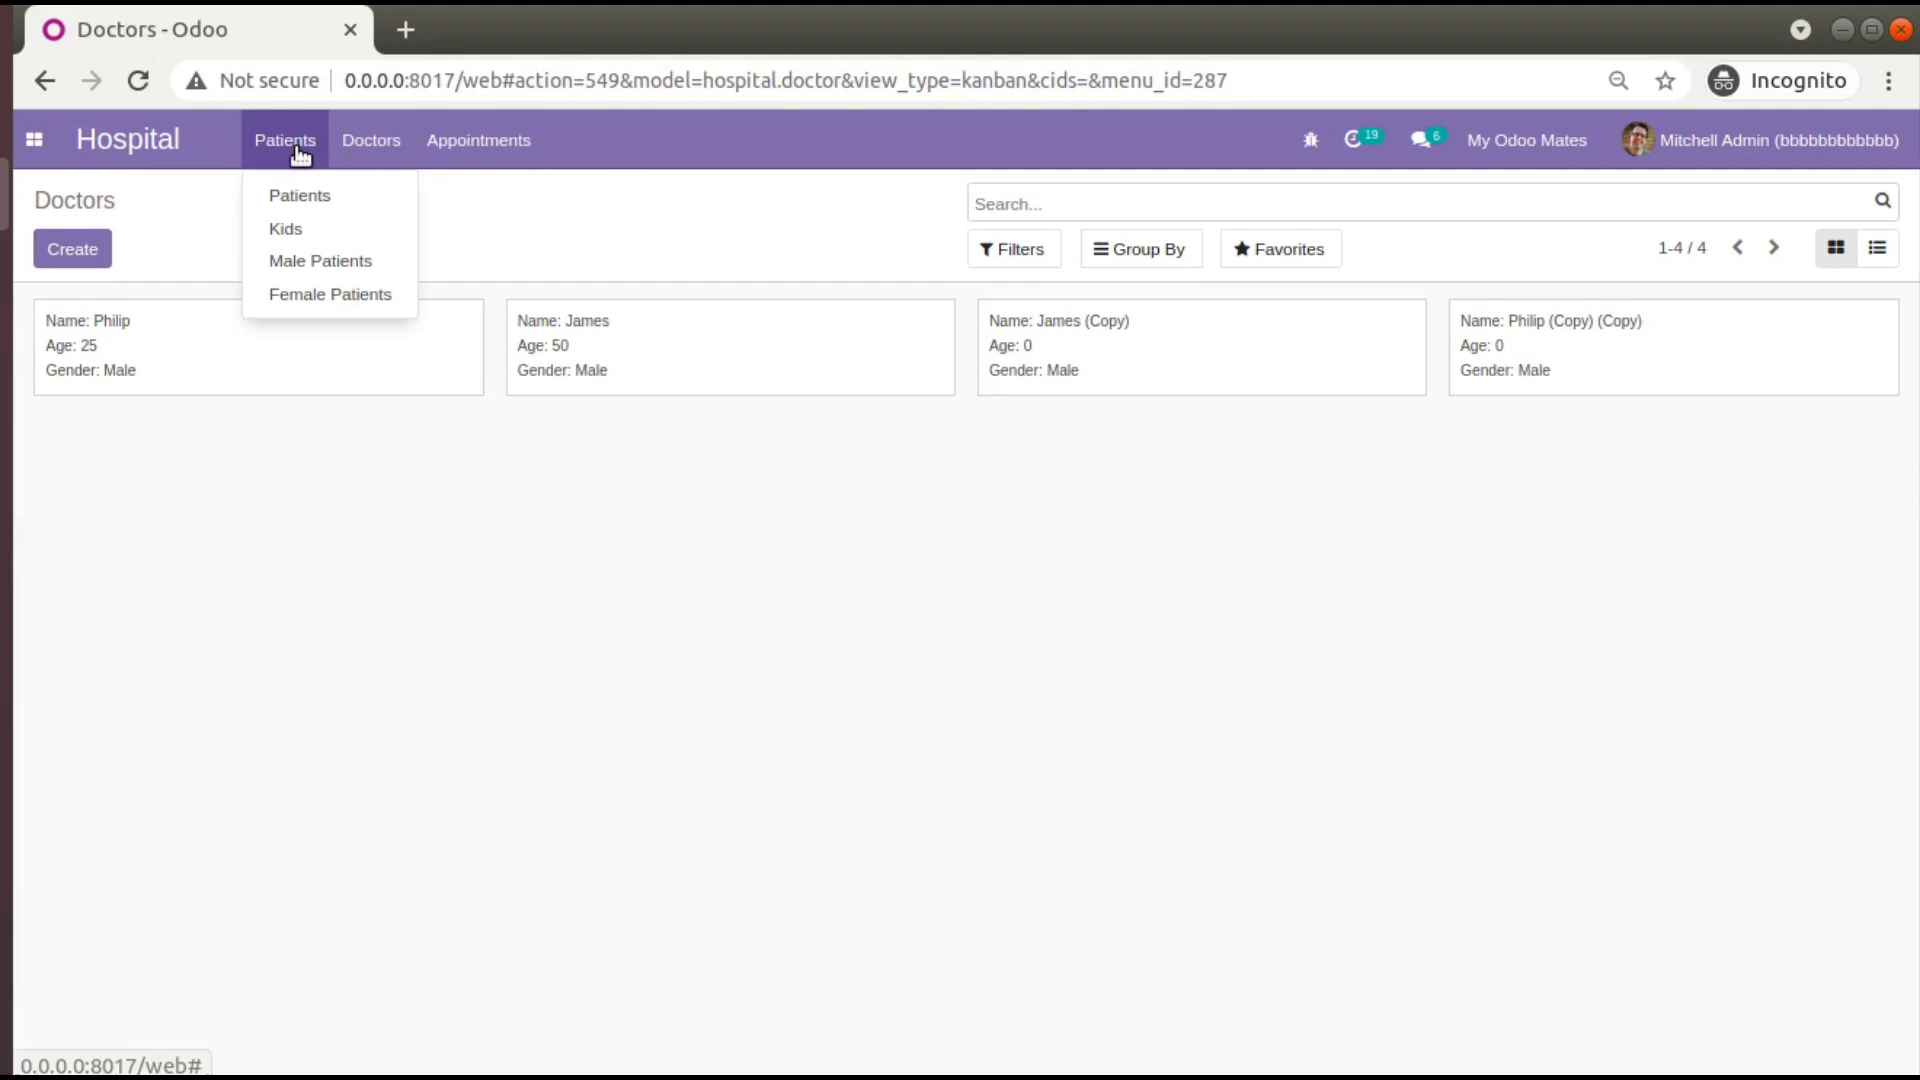 Doctors - Odoo
Not secure 0.0.0.0:8017/web#action=549&model=hospital.doctor&view_type=kanban&cids=&menu_id=287 Incognito
Hospital Patients Doctors Appointments 19 6 My Odoo Mates Mitchell Admin (bbbbbbbbbbbb)
Doctors
Patients
Kids
Male Patients
Female Patients
Search...
Create
Filters Group By Favorites 1-4 / 4
Name: Philip
Age: 25
Gender: Male
Name: James
Age: 50
Gender: Male
Name: James (Copy)
Age: 0
Gender: Male
Name: Philip (Copy) (Copy)
Age: 0
Gender: Male
0.0.0.0:8017/web#